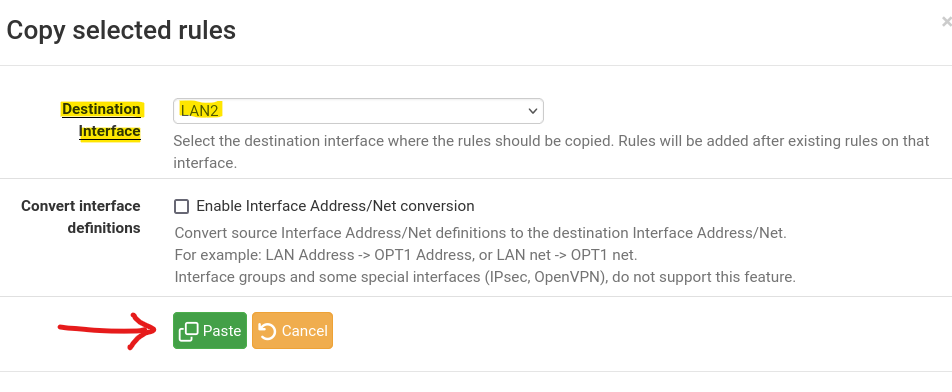 Copy selected rules
×
Destination
Interface
LAN2
Select the destination interface where the rules should be copied. Rules will be added after existing rules on that
interface.
Convert interface
definitions
Enable Interface Address/Net conversion
Convert source Interface Address/Net definitions to the destination Interface Address/Net.
For example: LAN Address -> OPT1 Address, or LAN net -> OPT1 net.
Interface groups and some special interfaces (IPsec, OpenVPN), do not support this feature.
Paste
Cancel